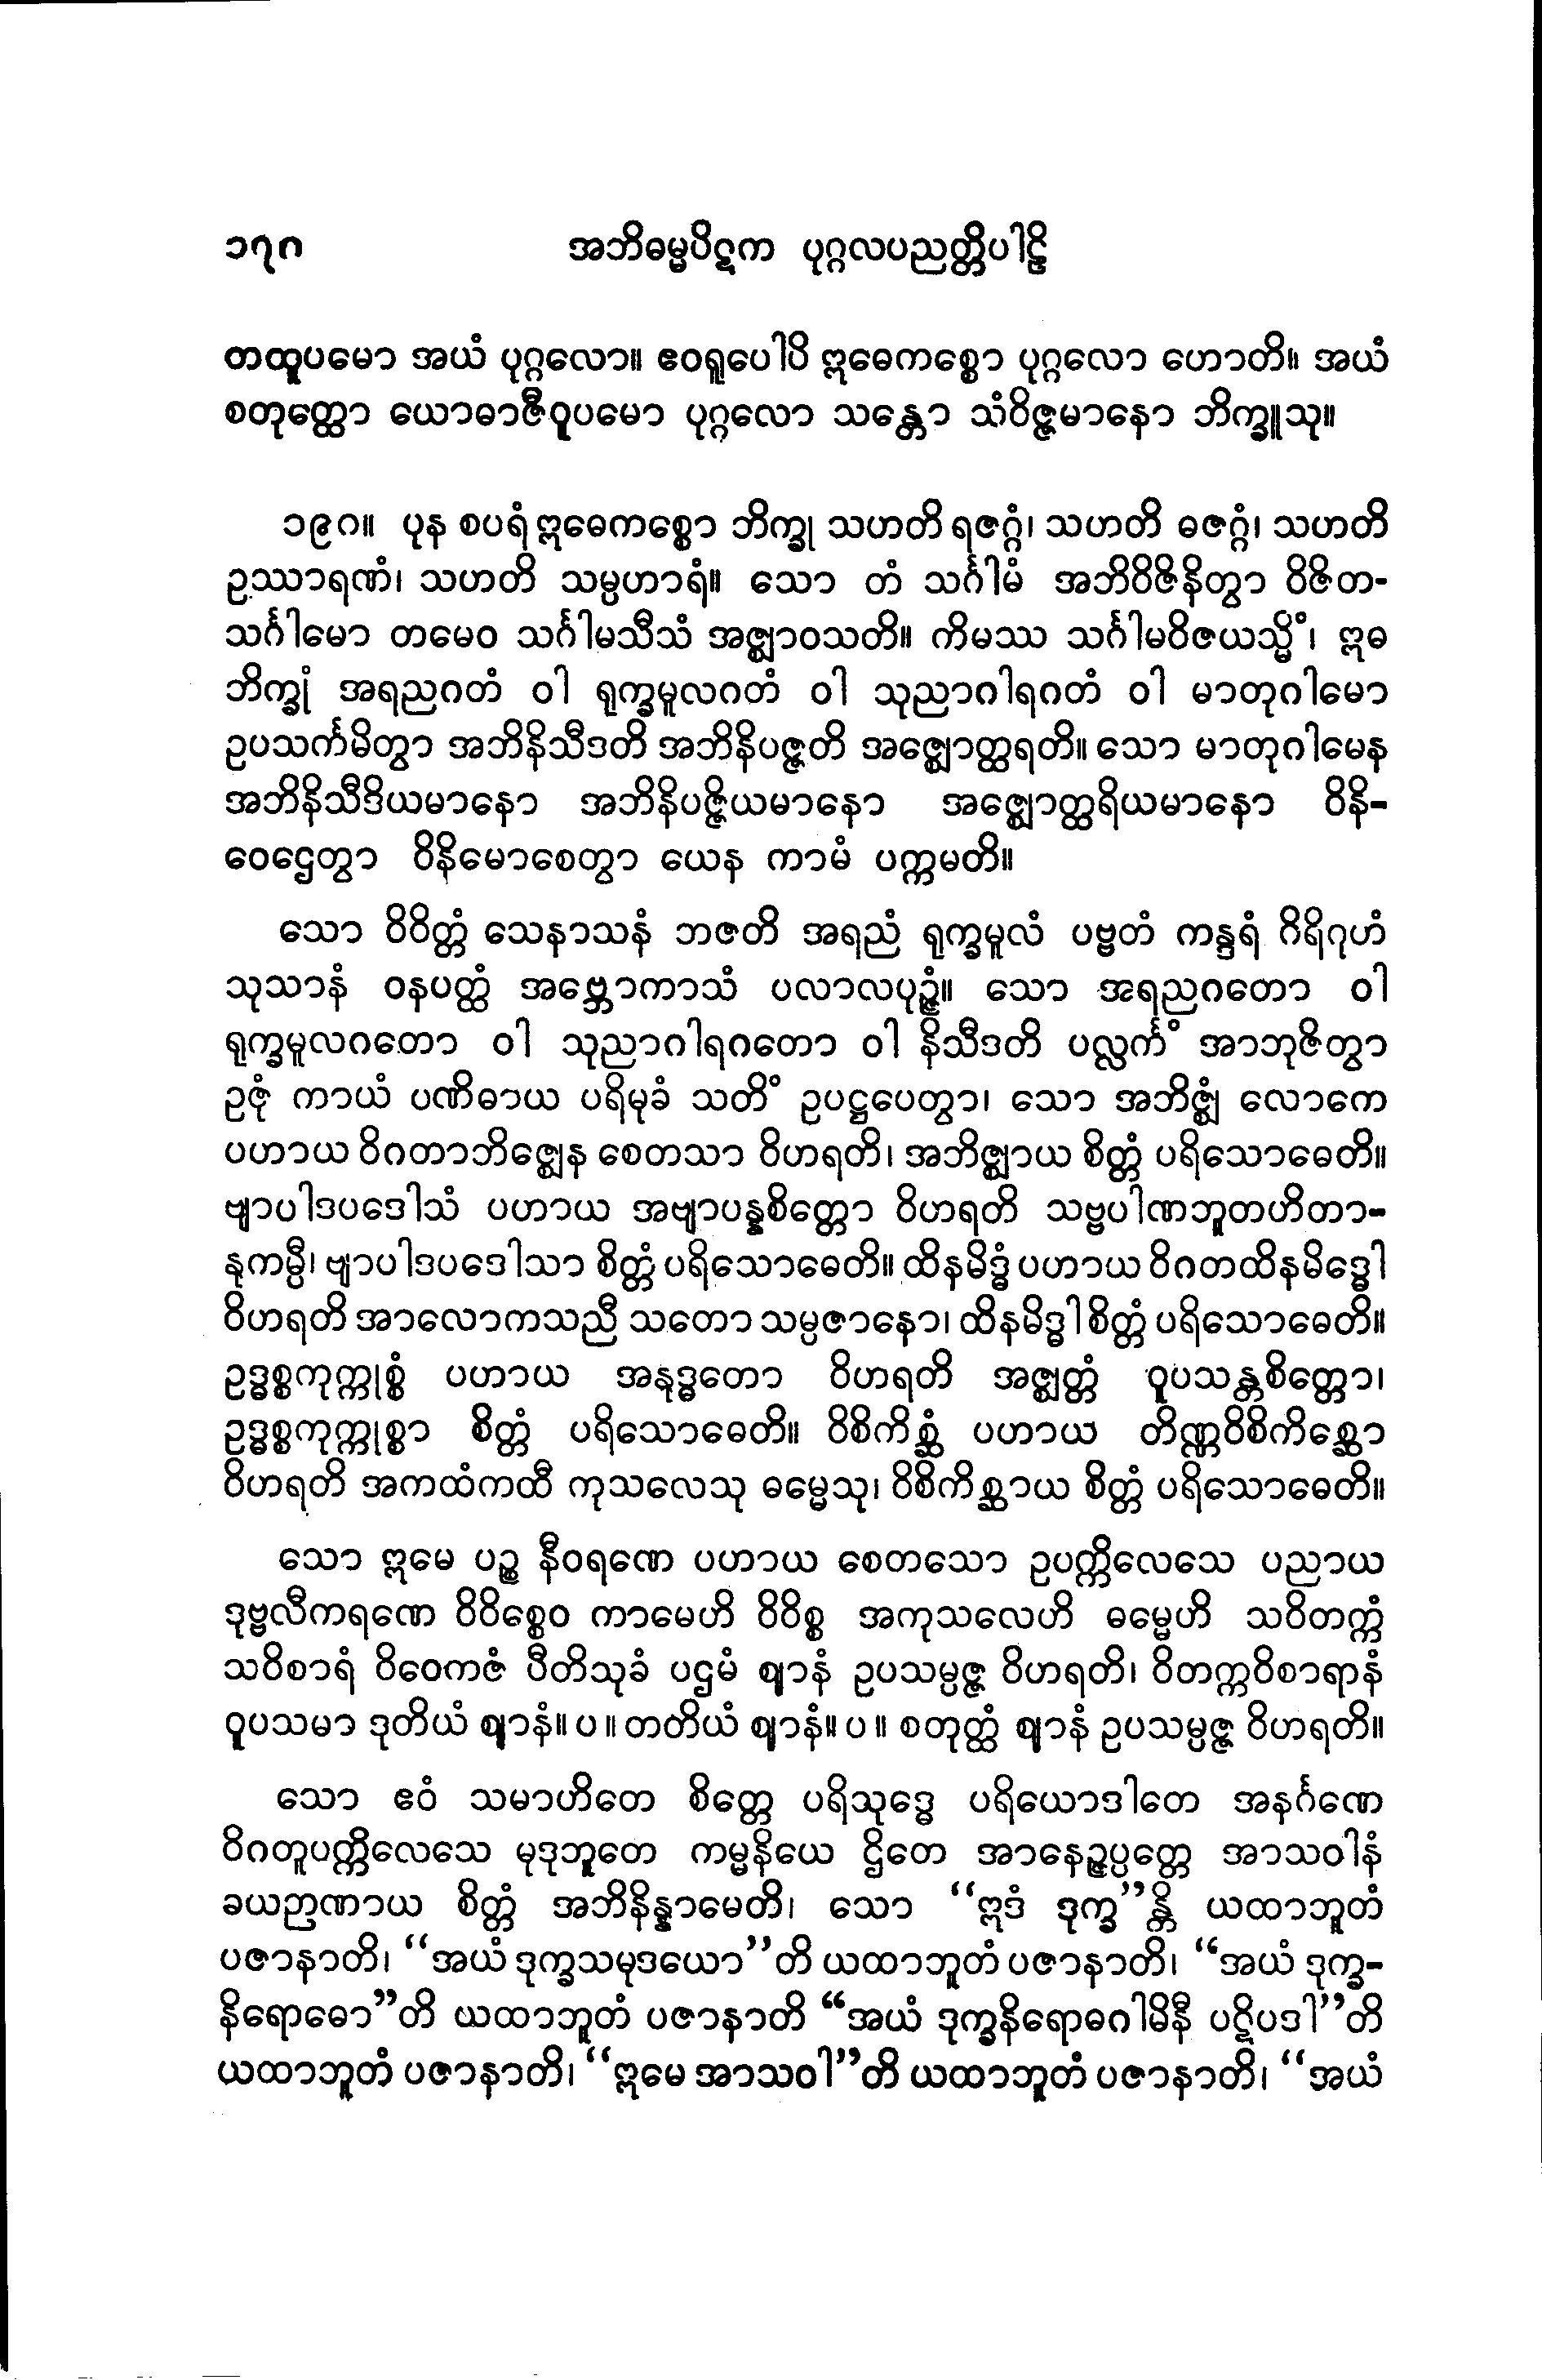 ၁၇၈ အဘိဓမ္မပိဋက ပုဂ္ဂလပညတ္တိပါဠိ
တထူပမော အယံ ပုဂ္ဂလော။ ဧဝရူပေါပိ ဣဓေကစ္စော ပုဂ္ဂလော ဟောတိ။ အယံ
စတုတ္ထော ယောဓာဇီဝူပမော ပုဂ္ဂလော သန္တော သံဝိဇ္ဇမာနော ဘိက္ခူသု။
၁၉၈။ ပုန စပရံ ဣဓေကစ္စော ဘိက္ခု သဟတိ ရဇဂ္ဂံ၊ သဟတိ ဓဇဂ္ဂံ၊ သဟတိ
ဥဿာရဏံ၊ သဟတိ သမ္ပဟာရံ။ သော တံ သင်္ဂါမံ အဘိဝိဇိနိတွာ ဝိဇိတ-
သင်္ဂါမော တမေဝ သင်္ဂါမသီသံ အဇ္ဈာဝသတိ။ ကိမဿ သင်္ဂါမဝိဇယသ္မိံ၊ ဣဓ
ဘိက္ခုံ အရညဂတံ ဝါ ရုက္ခမူလဂတံ ဝါ သုညာဂါရဂတံ ဝါ မာတုဂါမော
ဥပသင်္ကမိတွာ အဘိနိသီဒတိ အဘိနိပဇ္ဇတိ အဇ္ဈောတ္ထရတိ။ သော မာတုဂါမေန
အဘိနိသီဒိယမာနော အဘိနိပဇ္ဇိယမာနော အဇ္ဈောတ္ထရိယမာနော ဝိနိ-
ဝေဌေတွာ ဝိနိမောစေတွာ ယေန ကာမံ ပက္ကမတိ။
သော ဝိဝိတ္တံ သေနာသနံ ဘဇတိ အရညံ ရုက္ခမူလံ ပဗ္ဗတံ ကန္ဒရံ ဂိရိဂုဟံ
သုသာနံ ဝနပတ္ထံ အဗ္ဘောကာသံ ပလာလပုဉ္ဇံ။ သော အရညဂတော ဝါ
ရုက္ခမူလဂတော ဝါ သုညာဂါရဂတော ဝါ နိသီဒတိ ပလ္လင်္ကံ အာဘုဇိတွာ
ဥဇုံ ကာယံ ပဏိဓာယ ပရိမုခံ သတိံ ဥပဋ္ဌပေတွာ၊ သော အဘိဇ္ဈံ လောကေ
ပဟာယ ဝိဂတာဘိဇ္ဈေန စေတသာ ဝိဟရတိ၊ အဘိဇ္ဈာယ စိတ္တံ ပရိသောဓေတိ။
ဗျာပါဒပဒေါသံ ပဟာယ အဗျာပန္နစိတ္တော ဝိဟရတိ သဗ္ဗပါဏဘူတဟိတာ-
နုကမ္ပီ၊ ဗျာပါဒပဒေါသာ စိတ္တံ ပရိသောဓေတိ။ ထိနမိဒ္ဓံ ပဟာယ ဝိဂတထိနမိဒ္ဓေါ
ဝိဟရတိ အာလောကသညီ သတော သမ္ပဇာနော၊ ထိနမိဒ္ဓါ စိတ္တံ ပရိသောဓေတိ။
ဥဒ္ဓစ္စကုက္ကုစ္စံ ပဟာယ အနုဒ္ဓတော ဝိဟရတိ အဇ္ဈတ္တံ ဝူပသန္တစိတ္တော၊
ဥဒ္ဓစ္စကုက္ကုစ္စာ စိတ္တံ ပရိသောဓေတိ။ ဝိစိကိစ္ဆံ ပဟာယ တိဏ္ဏဝိစိကိစ္ဆော
ဝိဟရတိ အကထံကထီ ကုသလေသု ဓမ္မေသု၊ ဝိစိကိစ္ဆာယ စိတ္တံ ပရိသောဓေတိ။
သော ဣမေ ပဉ္စ နီဝရဏေ ပဟာယ စေတသော ဥပက္ကိလေသေ ပညာယ
ဒုဗ္ဗလီကရဏေ ဝိဝိစ္စေဝ ကာမေဟိ ဝိဝိစ္စ အကုသလေဟိ ဓမ္မေဟိ သဝိတက္ကံ
သဝိစာရံ ဝိဝေကဇံ ပီတိသုခံ ပဌမံ ဈာနံ ဥပသမ္ပဇ္ဇ ဝိဟရတိ၊ ဝိတက္ကဝိစာရာနံ
ဝူပသမာ ဒုတိယံ ဈာနံ။ ပ ။ တတိယံ ဈာနံ။ ပ ။ စတုတ္ထံ ဈာနံ ဥပသမ္ပဇ္ဇ ဝိဟရတိ။
သော ဧဝံ သမာဟိတေ စိတ္တေ ပရိသုဒ္ဓေ ပရိယောဒါတေ အနင်္ဂဏေ
ဝိဂတူပက္ကိလေသေ မုဒုဘူတေ ကမ္မနိယေ ဌိတေ အာနေဉ္ဇပ္ပတ္တေ အာသဝါနံ
ခယဉာဏာယ စိတ္တံ အဘိနိန္နာမေတိ၊ သော “ဣဒံ ဒုက္ခ”န္တိ ယထာဘူတံ
ပဇာနာတိ၊ “အယံ ဒုက္ခသမုဒယော”တိ ယထာဘူတံ ပဇာနာတိ၊ “အယံ ဒုက္ခ-
နိရောဓော”တိ ယထာဘူတံ ပဇာနာတိ “အယံ ဒုက္ခနိရောဓဂါမိနီ ပဋိပဒါ”တိ
ယထာဘူတံ ပဇာနာတိ၊ “ဣမေ အာသဝါ”တိ ယထာဘူတံ ပဇာနာတိ၊ “အယံ